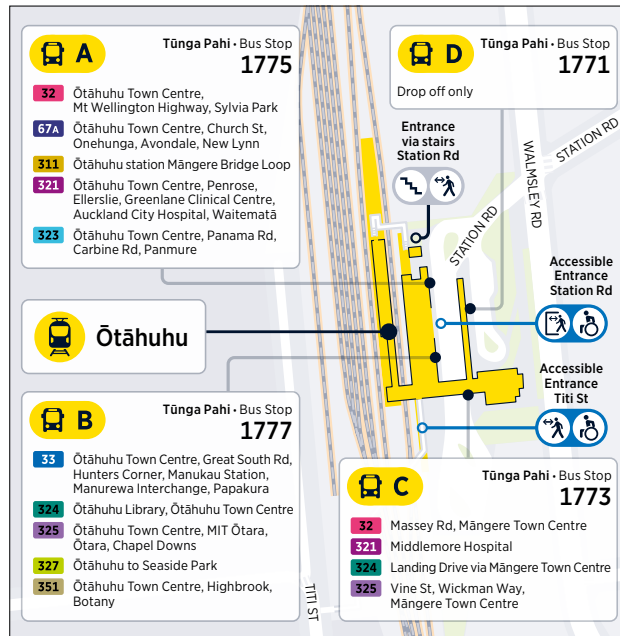 A
Tūnga Pahi • Bus Stop
1775
32 Ōtāhuhu Town Centre,
Mt Wellington Highway, Sylvia Park
67A Ōtāhuhu Town Centre, Church St,
Onehunga, Avondale, New Lynn
311 Ōtāhuhu station Māngere Bridge Loop
321 Ōtāhuhu Town Centre, Penrose,
Ellerslie, Greenlane Clinical Centre,
Auckland City Hospital, Waitematā
323 Ōtāhuhu Town Centre, Panama Rd,
Carbine Rd, Panmure
D
Tūnga Pahi • Bus Stop
1771
Drop off only
Entrance
via stairs
Station Rd
STATION RD
WALMSLEY RD
STATION RD
Accessible
Entrance
Station Rd
Ōtāhuhu
Accessible
Entrance
Titi St
B
Tūnga Pahi • Bus Stop
1777
33 Ōtāhuhu Town Centre, Great South Rd,
Hunters Corner, Manukau Station,
Manurewa Interchange, Papakura
324 Ōtāhuhu Library, Ōtāhuhu Town Centre
325 Ōtāhuhu Town Centre, MIT Ōtara,
Ōtara, Chapel Downs
327 Ōtāhuhu to Seaside Park
351 Ōtāhuhu Town Centre, Highbrook,
Botany
TITI ST
C
Tūnga Pahi • Bus Stop
1773
32 Massey Rd, Māngere Town Centre
321 Middlemore Hospital
324 Landing Drive via Māngere Town Centre
325 Vine St, Wickman Way,
Māngere Town Centre